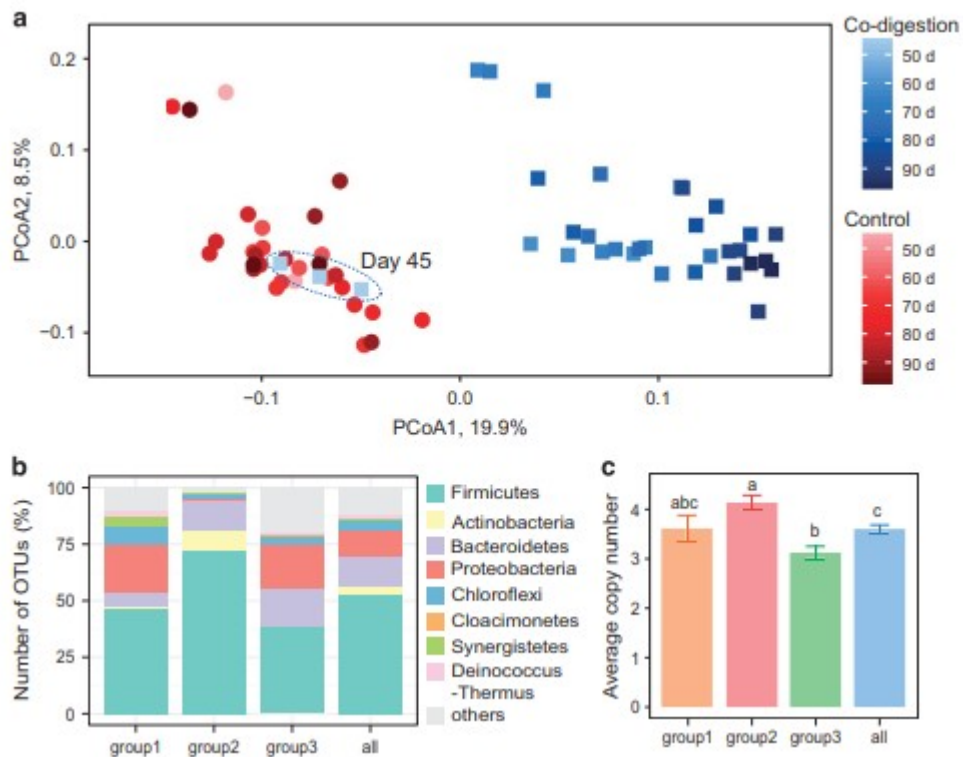 a
Co-digestion
50 d
60 d
70 d
80 d
90 d
Control
50 d
60 d
70 d
80 d
90 d
PCoA2, 8.5%
0.2
0.1
0.0
−0.1
Day 45
−0.1
0.0
0.1
PCoA1, 19.9%
b
Number of OTUs (%)
100
75
50
25
0
group1
group2
group3
all
Firmicutes
Actinobacteria
Bacteroidetes
Proteobacteria
Chloroflexi
Cloacimonetes
Synergistetes
Deinococcus
-Thermus
others
c
Average copy number
4
3
2
1
0
abc
a
b
c
group1
group2
group3
all